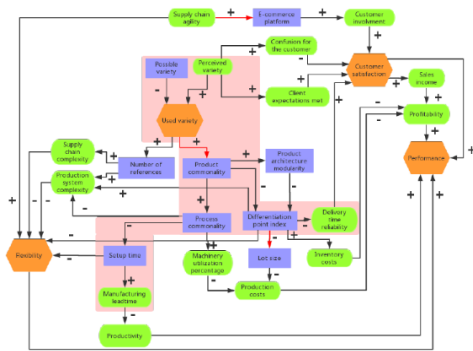 Supply chain
agility
+
E-commerce
platform
+
Customer
involvment
+
Possible
variety
Perceived
variety
+
Confusion for
the customer
-
+
Client
expectations met
+
Customer
satisfaction
+
Sales
income
+
Profitability
+
Performance
+
-
+
Used variety
+
+
Supply
chain
complexity
+
Production
system
complexity
+
Number of
references
Product
commonality
+
Product
architecture
modularity
-
-
Process
commonality
Differentiation
point index
-
Delivery
time
reliability
+
Inventory
costs
-
Flexibility
-
Setup time
+
Manufacturing
leadtime
-
Productivity
+
Machinery
utilization
percentage
-
Lot size
-
Production
costs
-
+
+